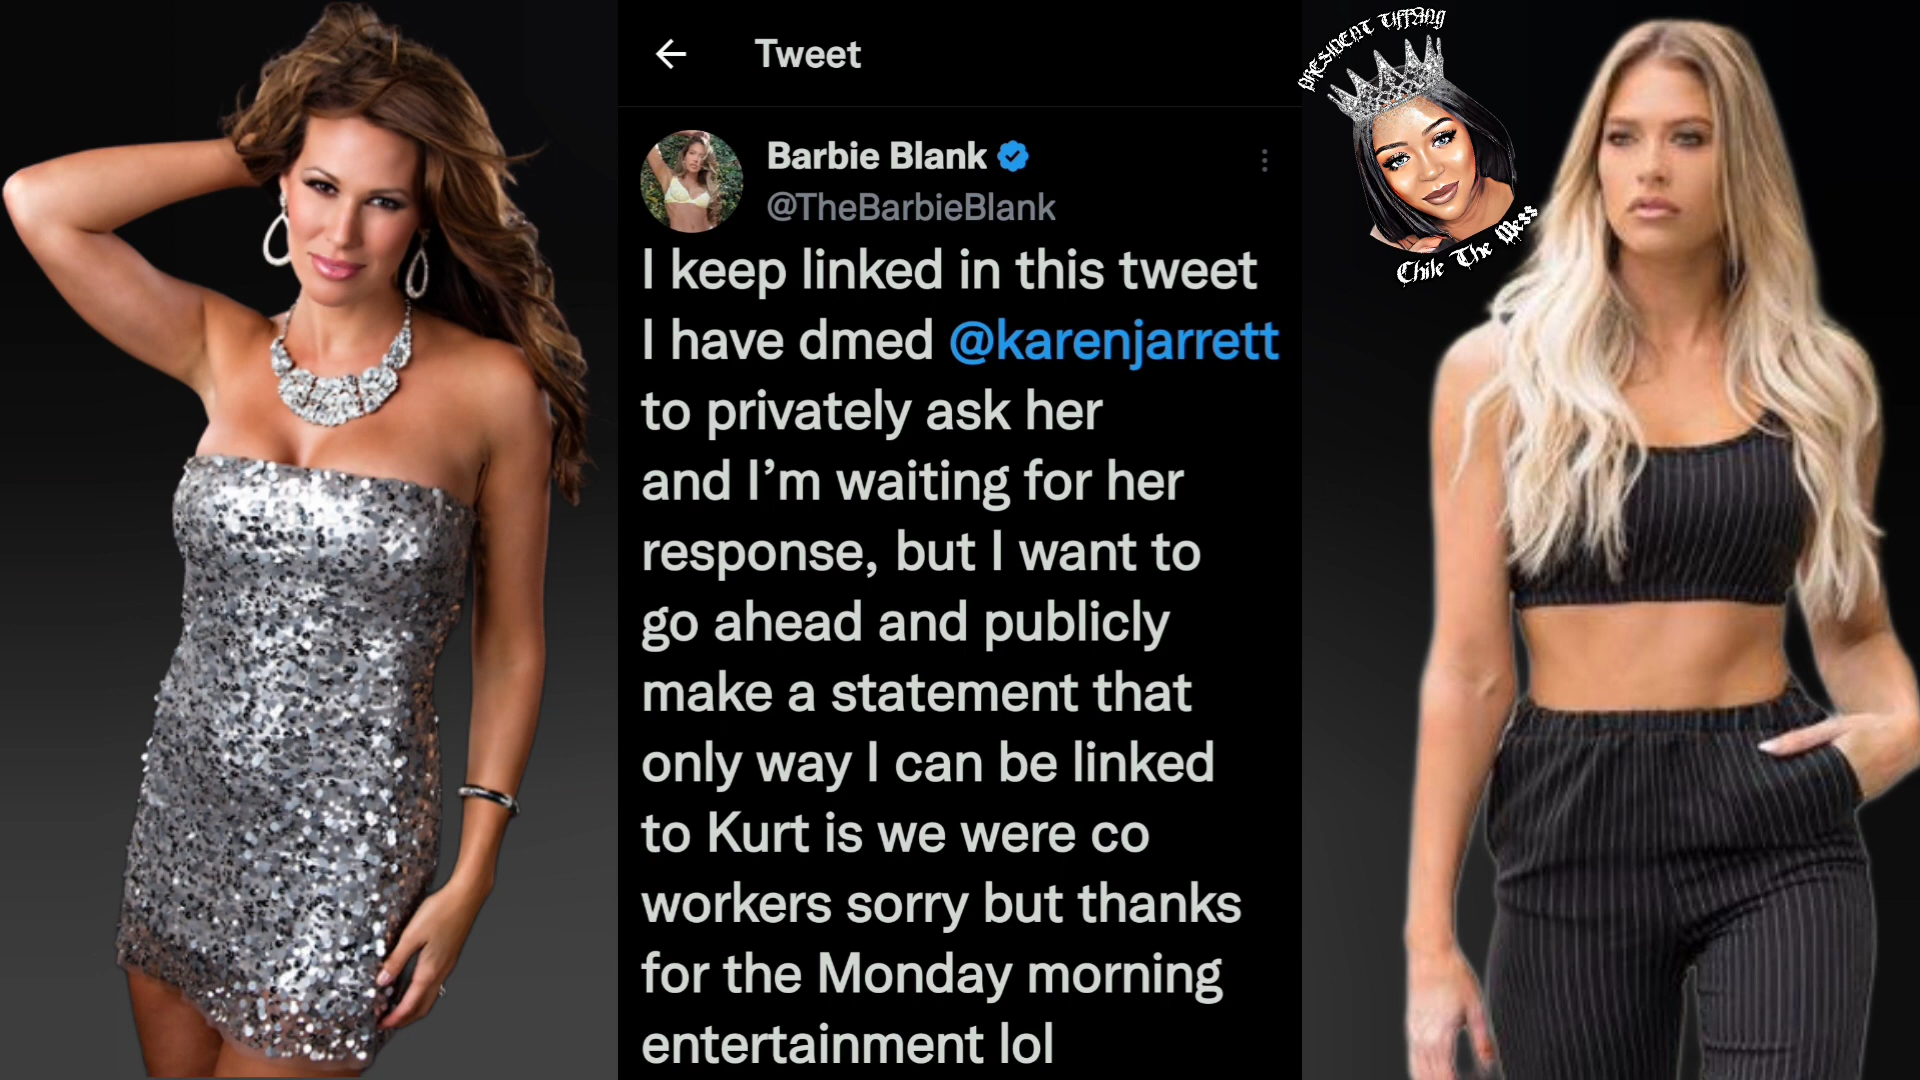 Tweet
Barbie Blank
@TheBarbieBlank
I keep linked in this tweet
I have dmed @karenjarrett
to privately ask her
and I’m waiting for her
response, but I want to
go ahead and publicly
make a statement that
only way I can be linked
to Kurt is we were co
workers sorry but thanks
for the Monday morning
entertainment lol
PRESIDENT TIFFANY
Chile The Mess